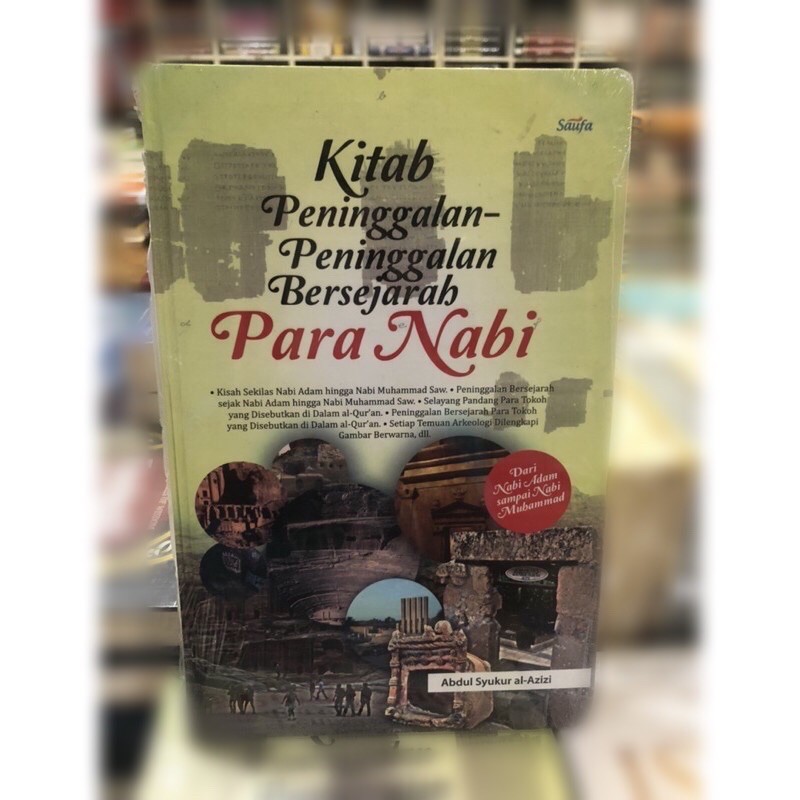 Saufa
Kitab
Peninggalan-
Peninggalan
Bersejarah
Para Nabi
• Kisah Sekilas Nabi Adam hingga Nabi Muhammad Saw. • Peninggalan Bersejarah
sejak Nabi Adam hingga Nabi Muhammad Saw. • Selayang Pandang Para Tokoh
yang Disebutkan di Dalam al-Qur'an. • Peninggalan Bersejarah Para Tokoh
yang Disebutkan di Dalam al-Qur'an. • Setiap Temuan Arkeologi Dilengkapi
Gambar Berwarna, dll.
Dari
Nabi Adam
sampai Nabi
Muhammad
Abdul Syukur al-Azizi